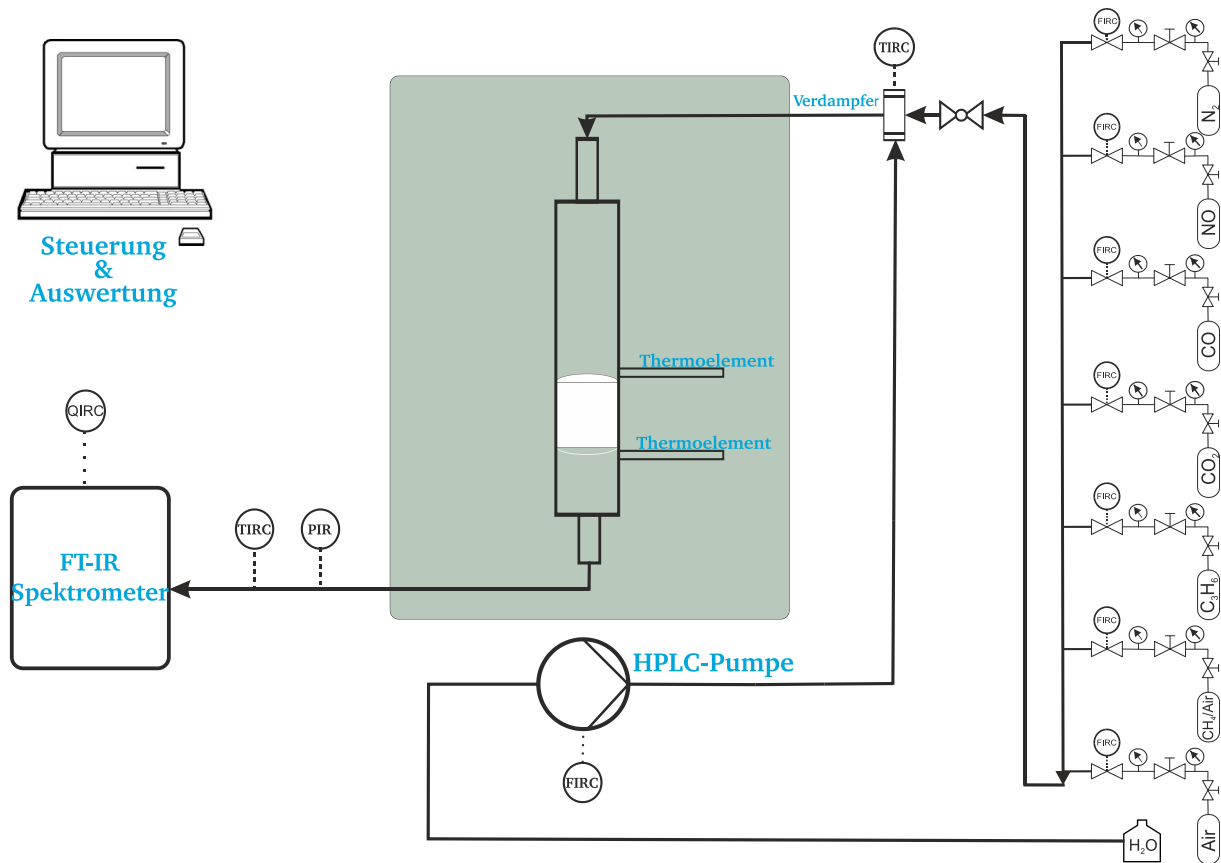 Steuerung
&
Auswertung
QIRC
FT-IR
Spektrometer
TIRC
PIR
Thermoelement
Thermoelement
Verdampfer
TIRC
HPLC-Pumpe
FIRC
H₂O
FIRC
N₂
FIRC
NO
FIRC
CO
FIRC
CO₂
FIRC
C₃H₆
FIRC
CH₄/Air
FIRC
Air